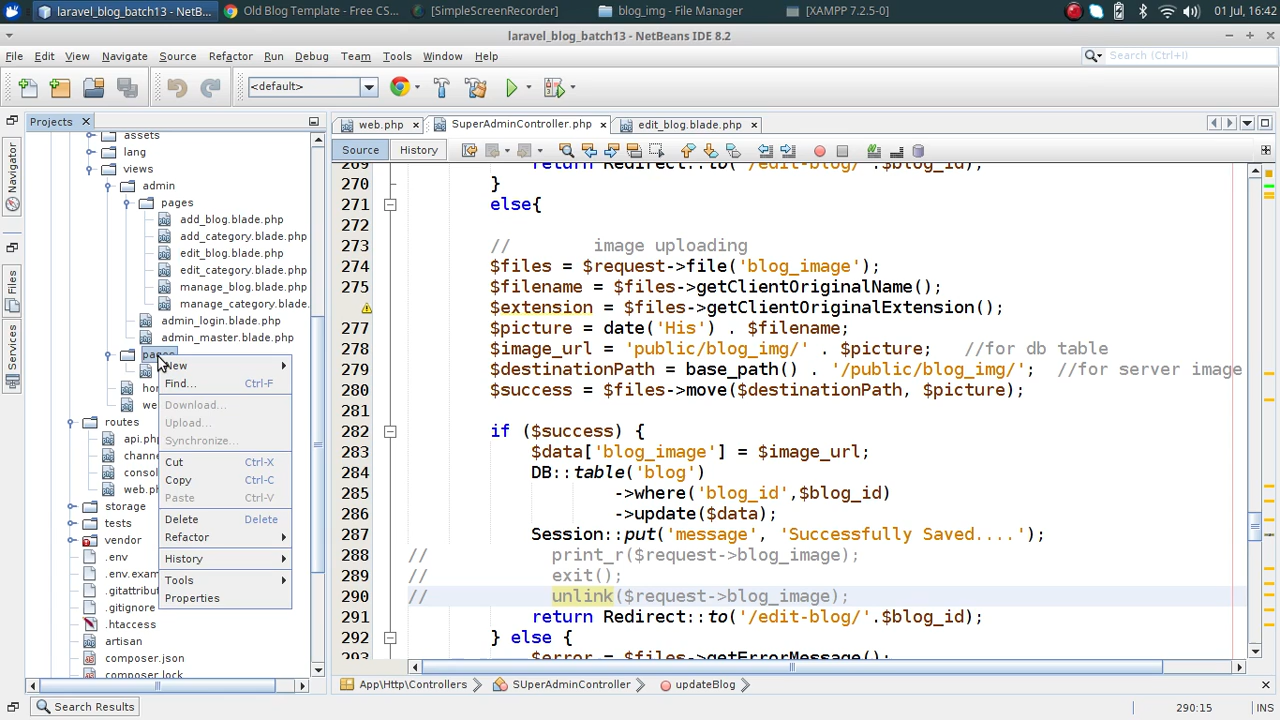 laravel_blog_batch13 - NetB...
Old Blog Template - Free CS...
[SimpleScreenRecorder]
blog_img - File Manager
[XAMPP 7.2.5-0]
01 Jul, 16:42
laravel_blog_batch13 - NetBeans IDE 8.2
File Edit View Navigate Source Refactor Run Debug Team Tools Window Help
Search (Ctrl+I)
<default>
Projects
web.php
SuperAdminController.php
edit_blog.blade.php
Source
History
Navigator
Files
Services
assets
lang
views
admin
pages
add_blog.blade.php
add_category.blade.php
edit_blog.blade.php
edit_category.blade.php
manage_blog.blade.php
manage_category.blade.
admin_login.blade.php
admin_master.blade.php
routes
api.php
storage
tests
vendor
.env
.env.exam
.gitattribut
.gitignore
.htaccess
artisan
composer.json
composer.lock
New
Find... Ctrl-F
Download...
Upload...
Synchronize...
Cut Ctrl-X
Copy Ctrl-C
Paste Ctrl-V
Delete Delete
Refactor
History
Tools
Properties
269 return Redirect::to('/edit-blog/'.$blog_id);
270 }
271 else{
272
273 // image uploading
274 $files = $request->file('blog_image');
275 $filename = $files->getClientOriginalName();
$extension = $files->getClientOriginalExtension();
277 $picture = date('His') . $filename;
278 $image_url = 'public/blog_img/' . $picture; //for db table
279 $destinationPath = base_path() . '/public/blog_img/'; //for server image
280 $success = $files->move($destinationPath, $picture);
281
282 if ($success) {
283 $data['blog_image'] = $image_url;
284 DB::table('blog')
285 ->where('blog_id',$blog_id)
286 ->update($data);
287 Session::put('message', 'Successfully Saved....');
288 // print_r($request->blog_image);
289 // exit();
290 // unlink($request->blog_image);
291 return Redirect::to('/edit-blog/'.$blog_id);
292 } else {
293 $error = $files->getErrorMessage();
App\Http\Controllers
SUperAdminController
updateBlog
Search Results
290:15
INS